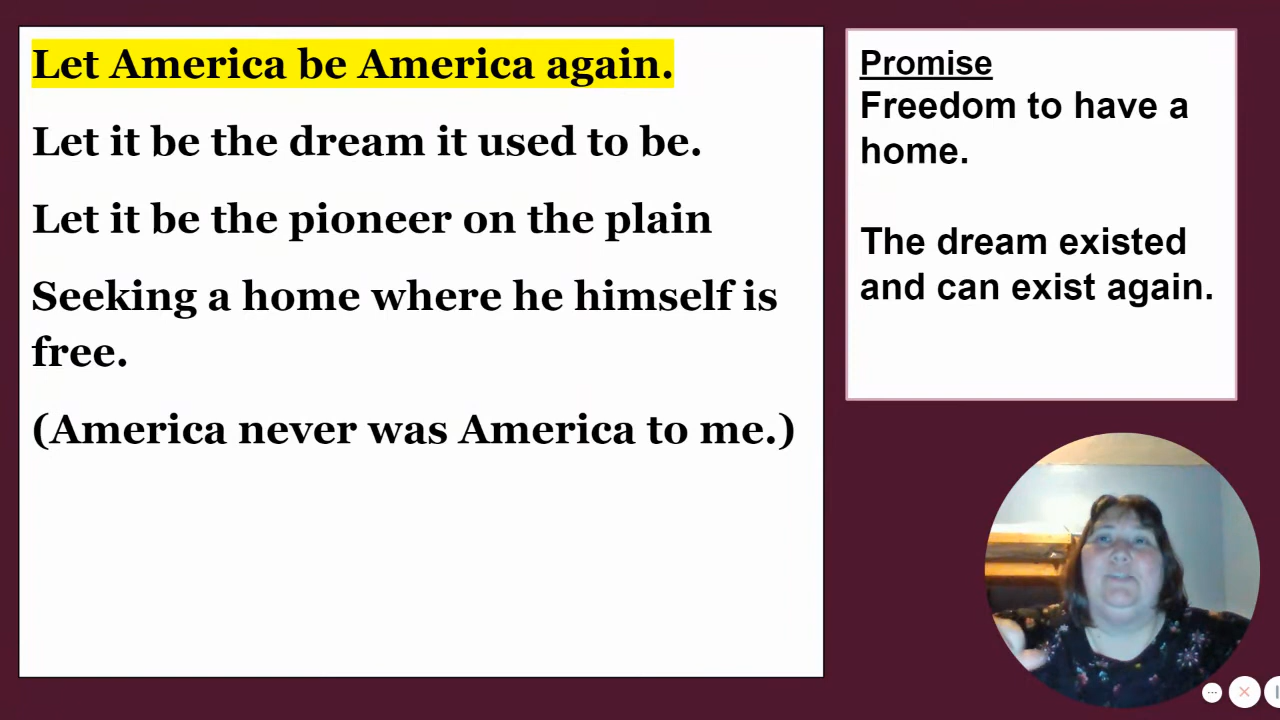 Let America be America again.
Let it be the dream it used to be.
Let it be the pioneer on the plain
Seeking a home where he himself is
free.
(America never was America to me.)
Promise
Freedom to have a
home.
The dream existed
and can exist again.